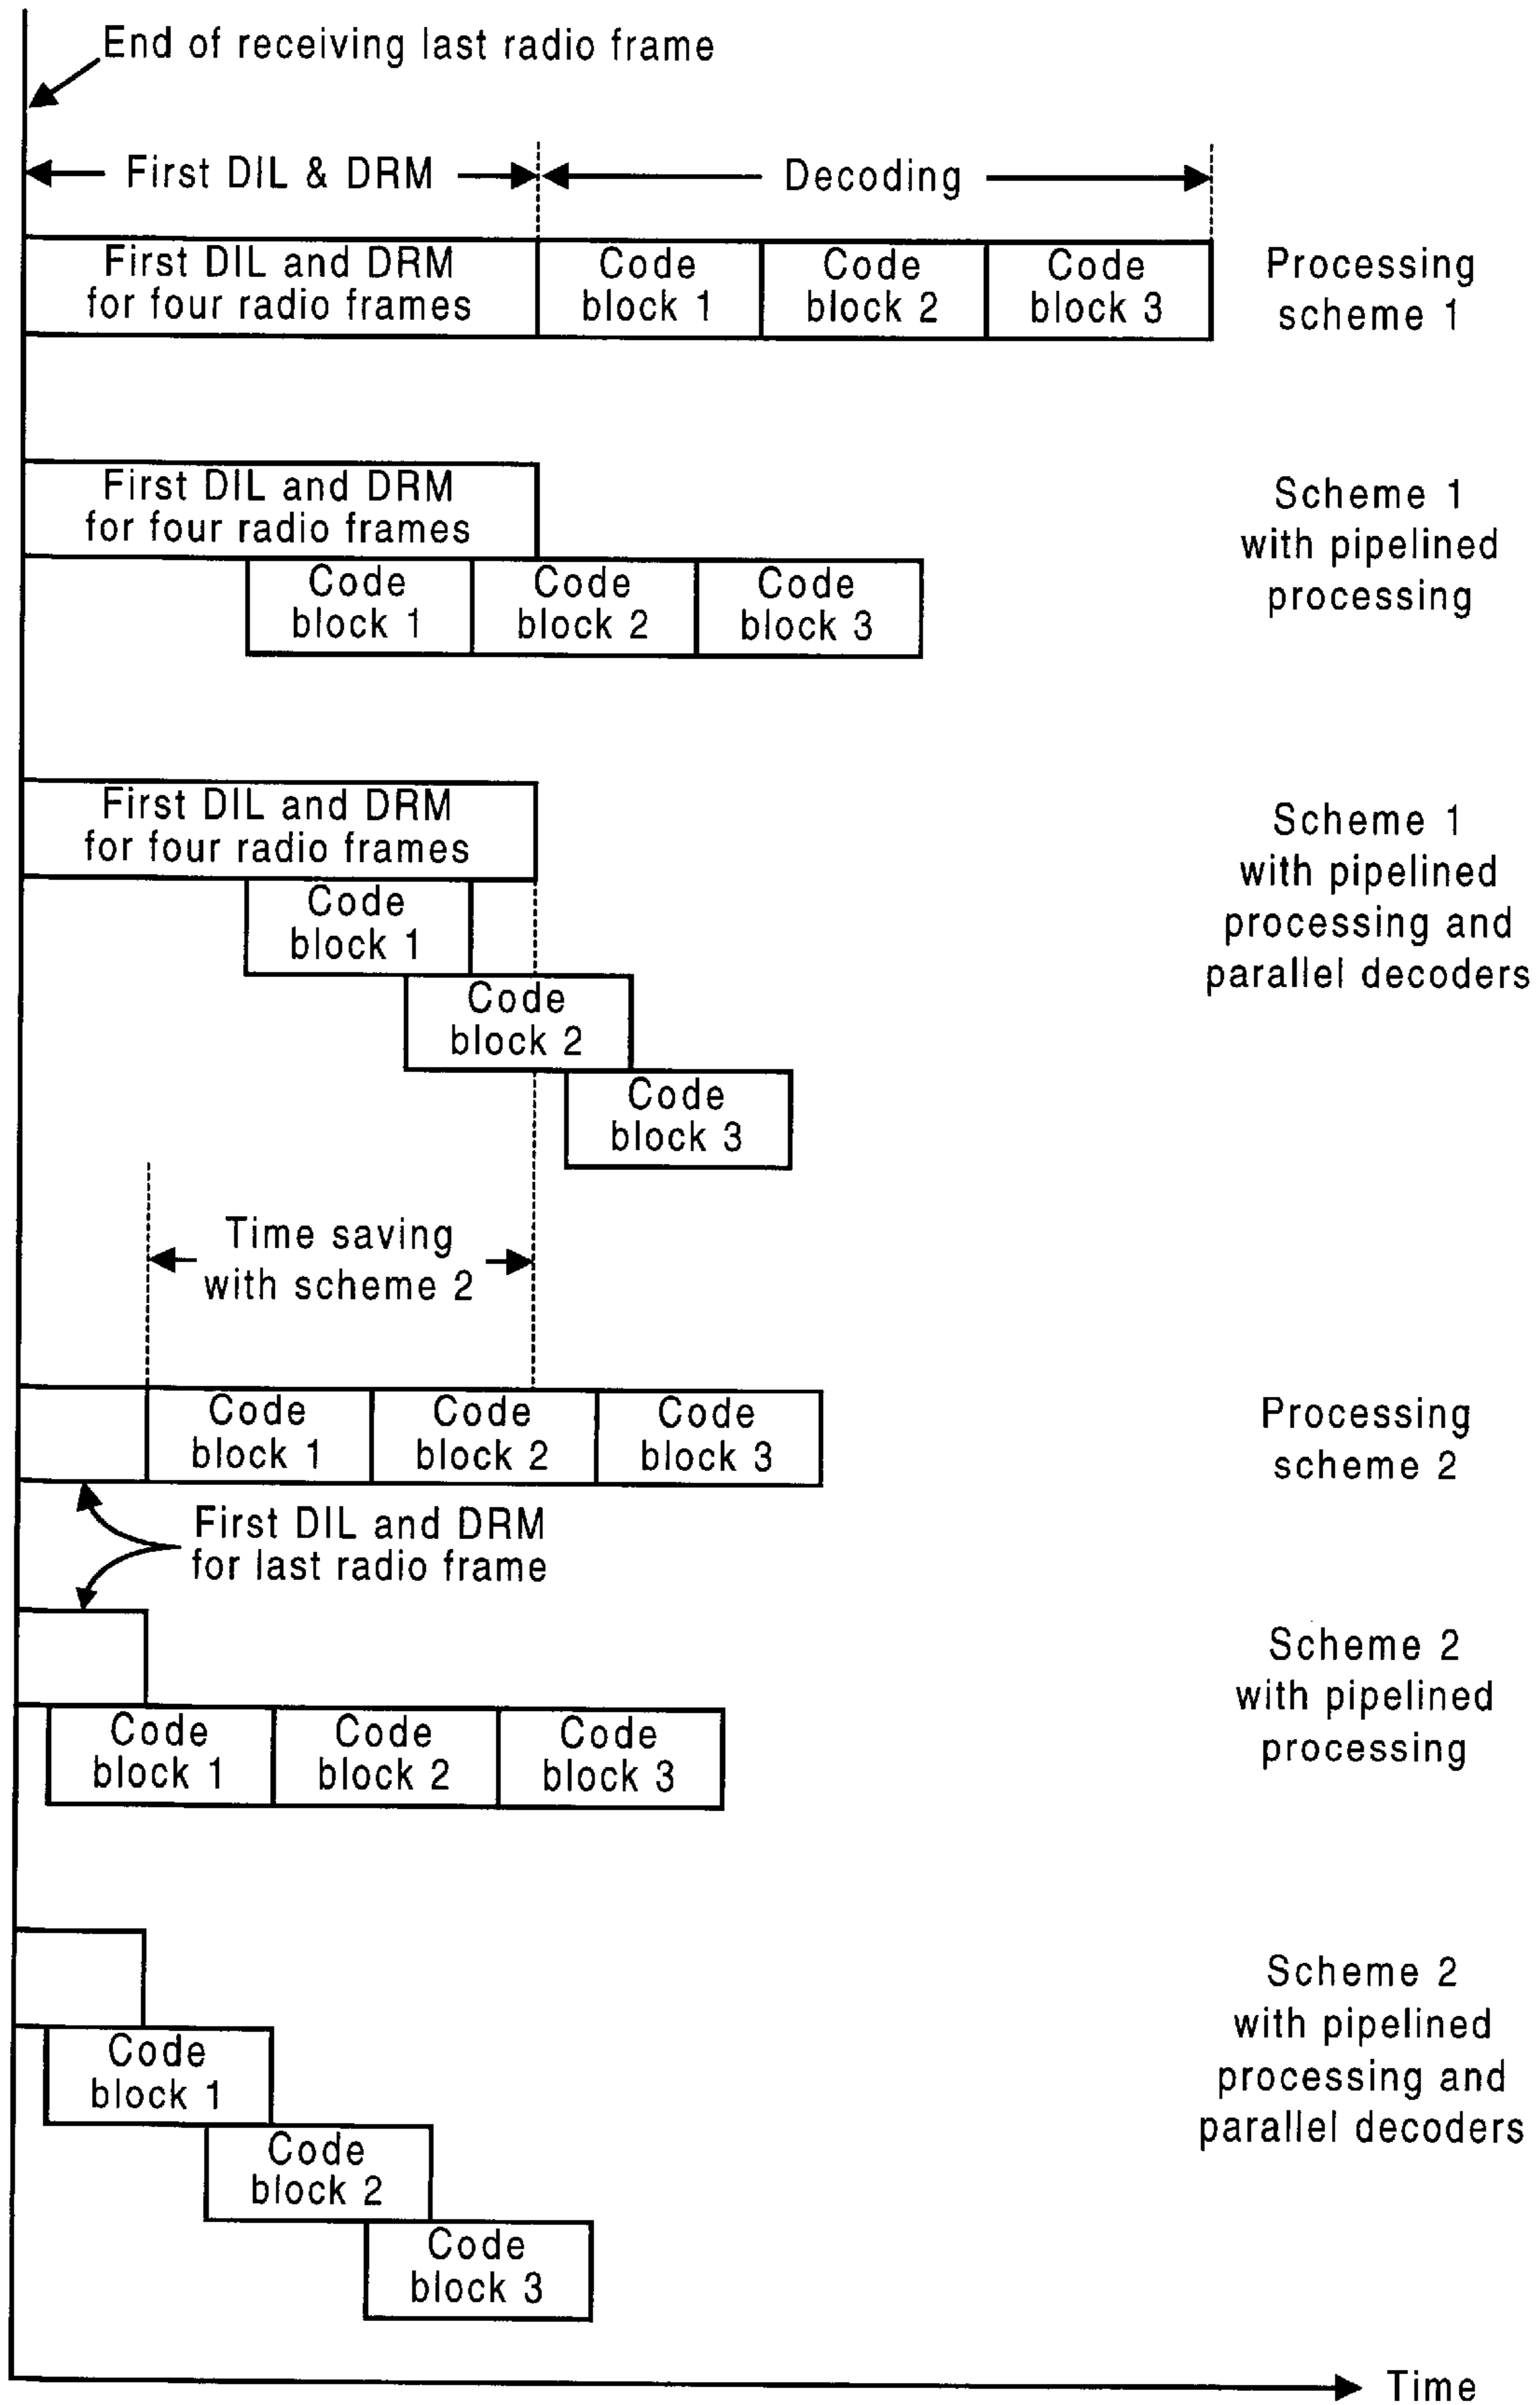 End of receiving last radio frame
First DIL & DRM
Decoding
First DIL and DRM
for four radio frames
Code
block 1
Code
block 2
Code
block 3
Processing
scheme 1
First DIL and DRM
for four radio frames
Code
block 1
Code
block 2
Code
block 3
Scheme 1
with pipelined
processing
First DIL and DRM
for four radio frames
Code
block 1
Code
block 2
Code
block 3
Scheme 1
with pipelined
processing and
parallel decoders
Time saving
with scheme 2
Code
block 1
Code
block 2
Code
block 3
Processing
scheme 2
First DIL and DRM
for last radio frame
Code
block 1
Code
block 2
Code
block 3
Scheme 2
with pipelined
processing
Code
block 1
Code
block 2
Code
block 3
Scheme 2
with pipelined
processing and
parallel decoders
Time